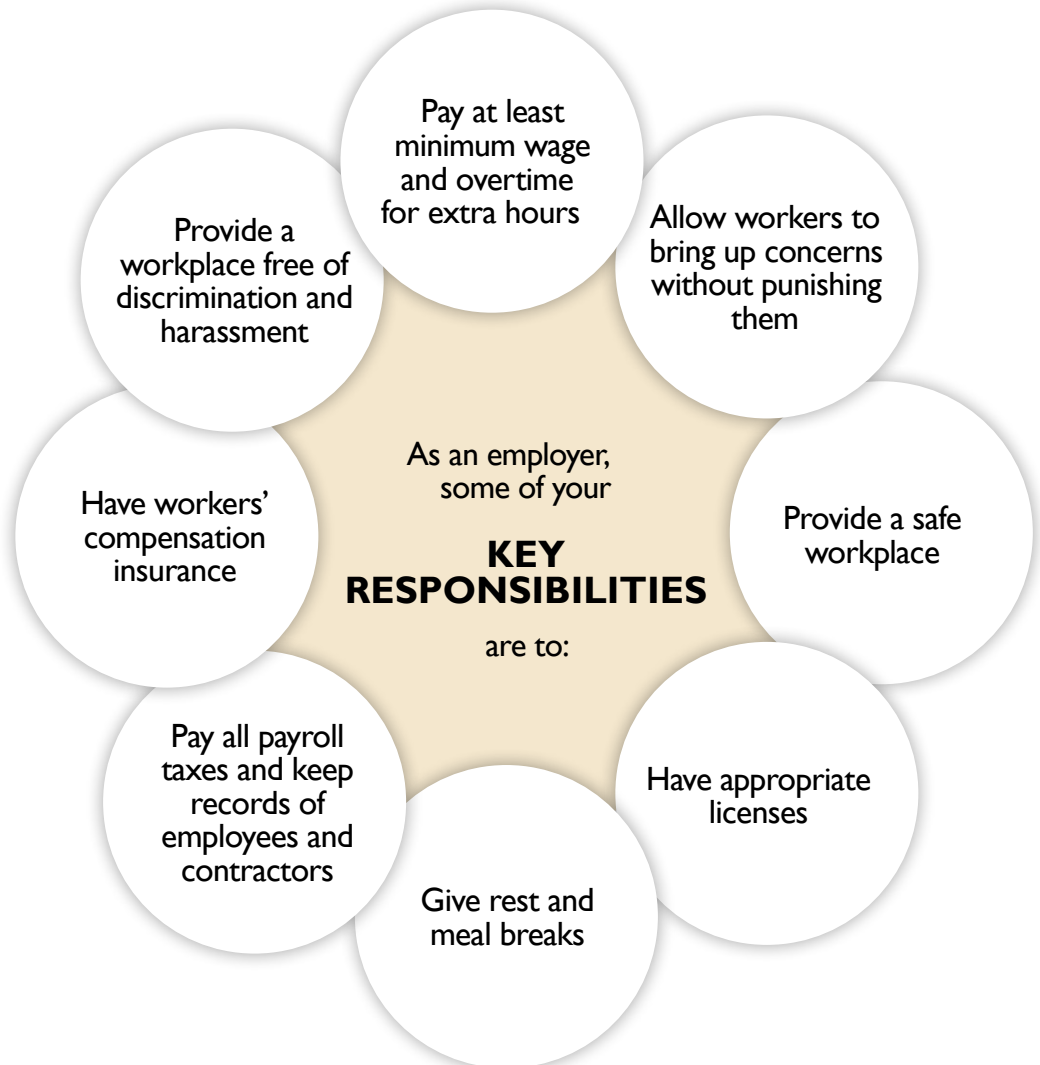 As an employer,
some of your
KEY
RESPONSIBILITIES
are to:
Pay at least
minimum wage
and overtime
for extra hours
Allow workers to
bring up concerns
without punishing
them
Provide a safe
workplace
Have appropriate
licenses
Give rest and
meal breaks
Pay all payroll
taxes and keep
records of
employees and
contractors
Have workers’
compensation
insurance
Provide a
workplace free of
discrimination and
harassment